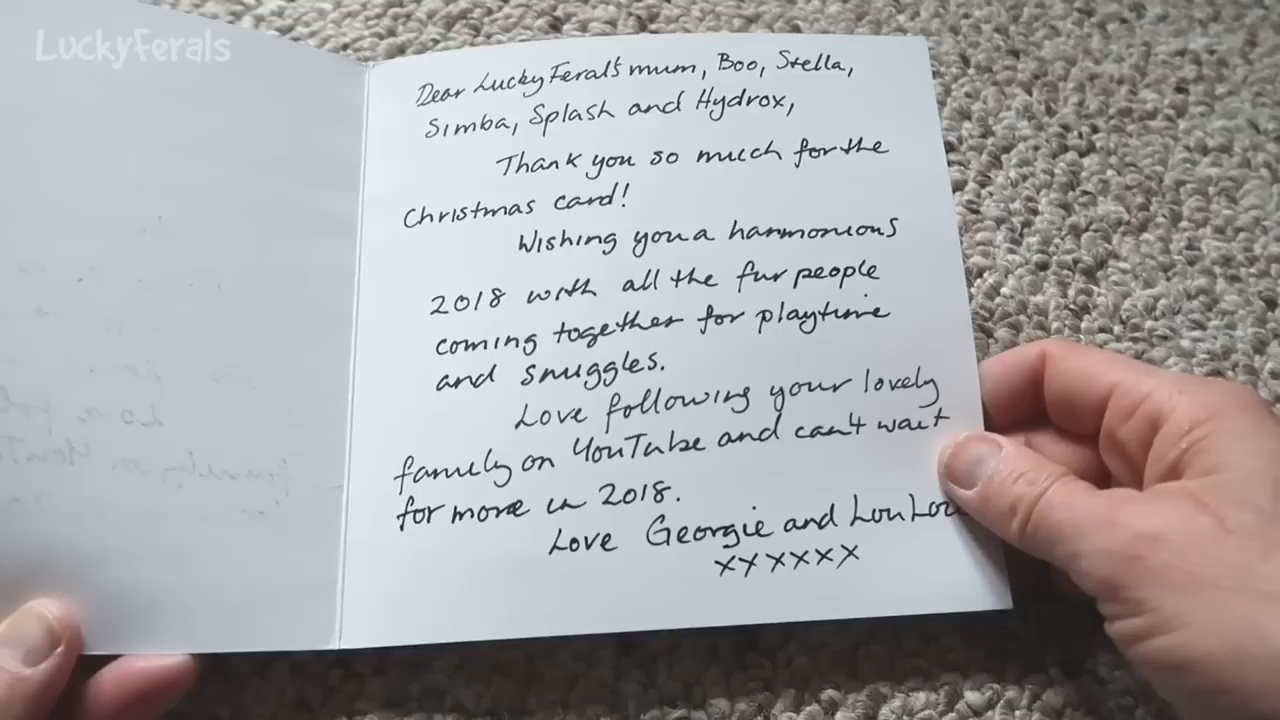 LuckyFerals
Dear LuckyFeral's mum, Boo, Stella,
Simba, Splash and Hydrox,
Thank you so much for the
Christmas card!
Wishing you a harmonious
2018 with all the fur people
coming together for playtime
and snuggles.
Love following your lovely
family on YouTube and can't wait
for more in 2018.
Love Georgie and LouLou
xxxxxx